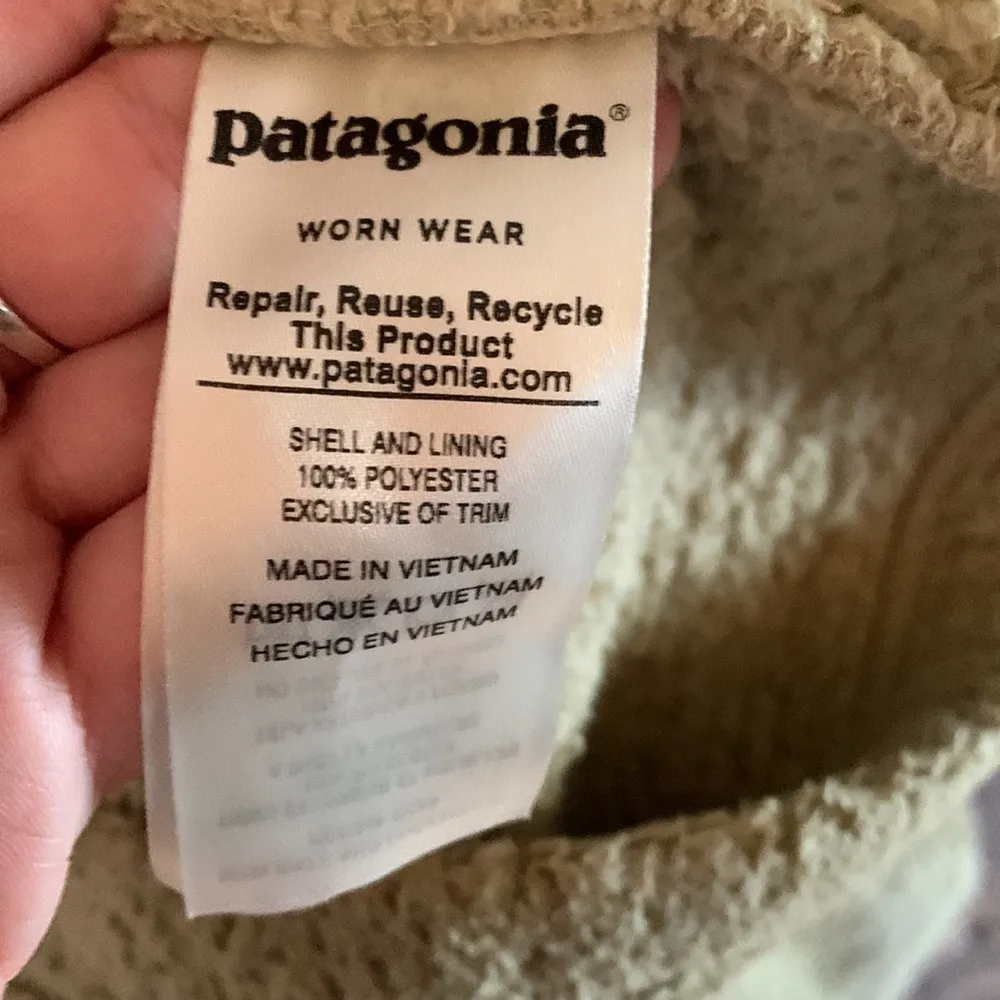 patagonia®
WORN WEAR
Repair, Reuse, Recycle
This Product
www.patagonia.com
SHELL AND LINING
100% POLYESTER
EXCLUSIVE OF TRIM
MADE IN VIETNAM
FABRIQUÉ AU VIETNAM
HECHO EN VIETNAM